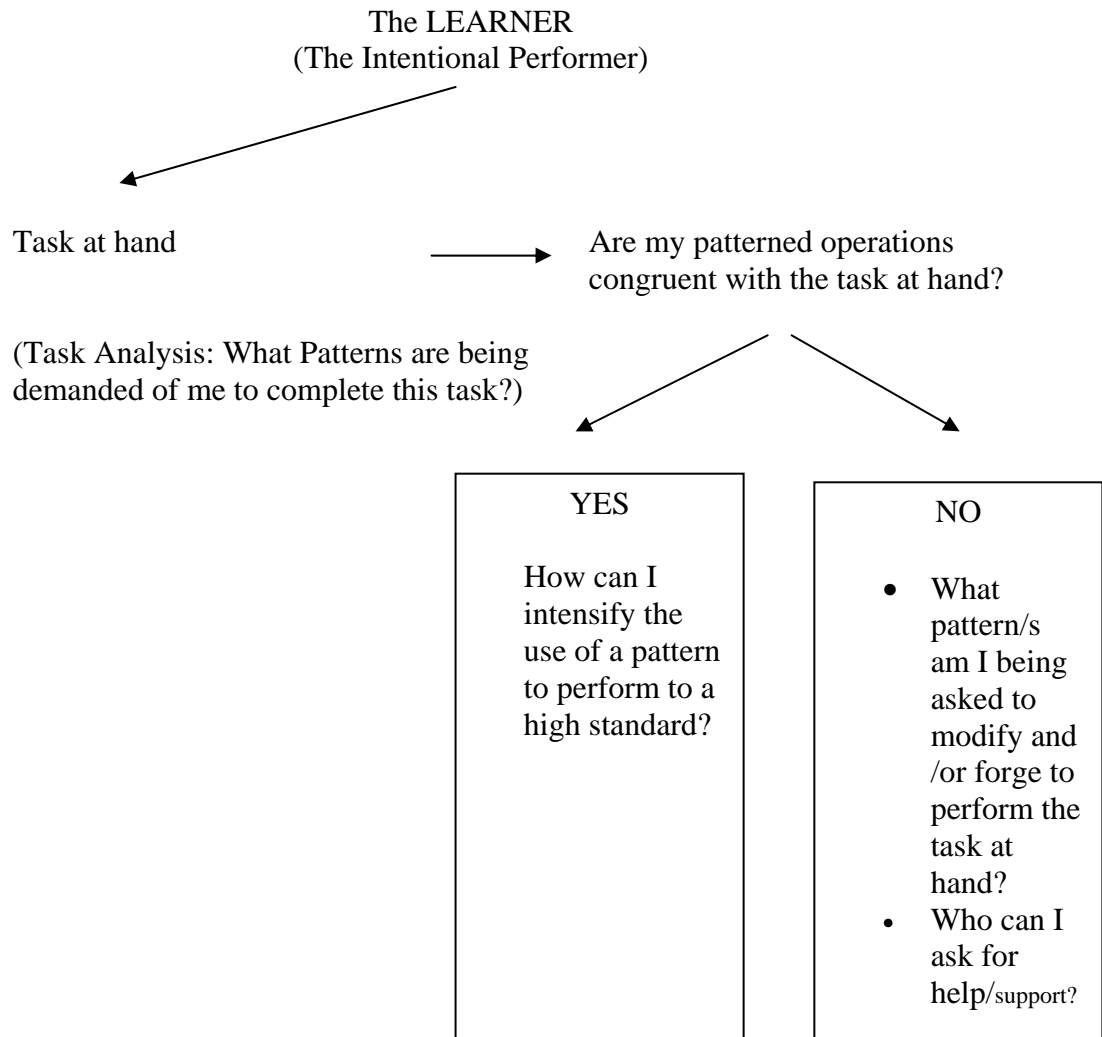 The LEARNER
(The Intentional Performer)
Task at hand
Are my patterned operations
congruent with the task at hand?
(Task Analysis: What Patterns are being
demanded of me to complete this task?)
YES
How can I
intensify the
use of a pattern
to perform to a
high standard?
NO
• What
pattern/s
am I being
asked to
modify and
/or forge to
perform the
task at
hand?
• Who can I
ask for
help/support?